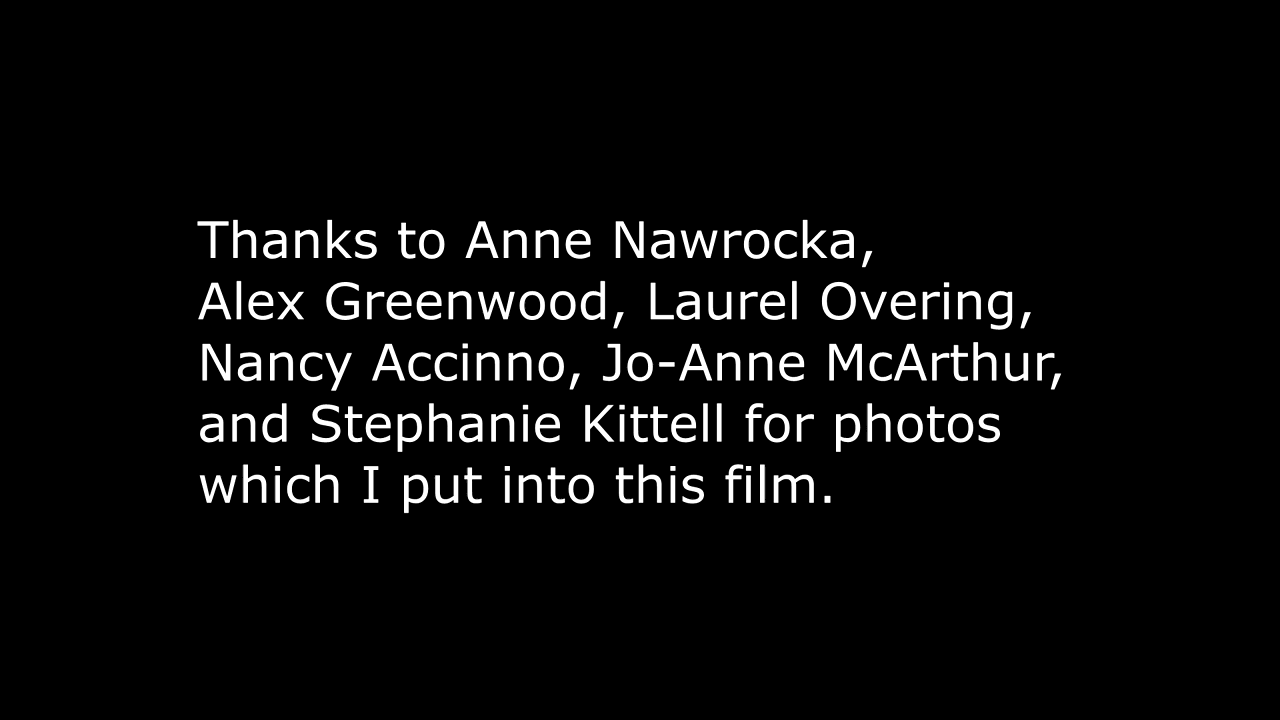 Thanks to Anne Nawrocka,
Alex Greenwood, Laurel Overing,
Nancy Accinno, Jo-Anne McArthur,
and Stephanie Kittell for photos
which I put into this film.